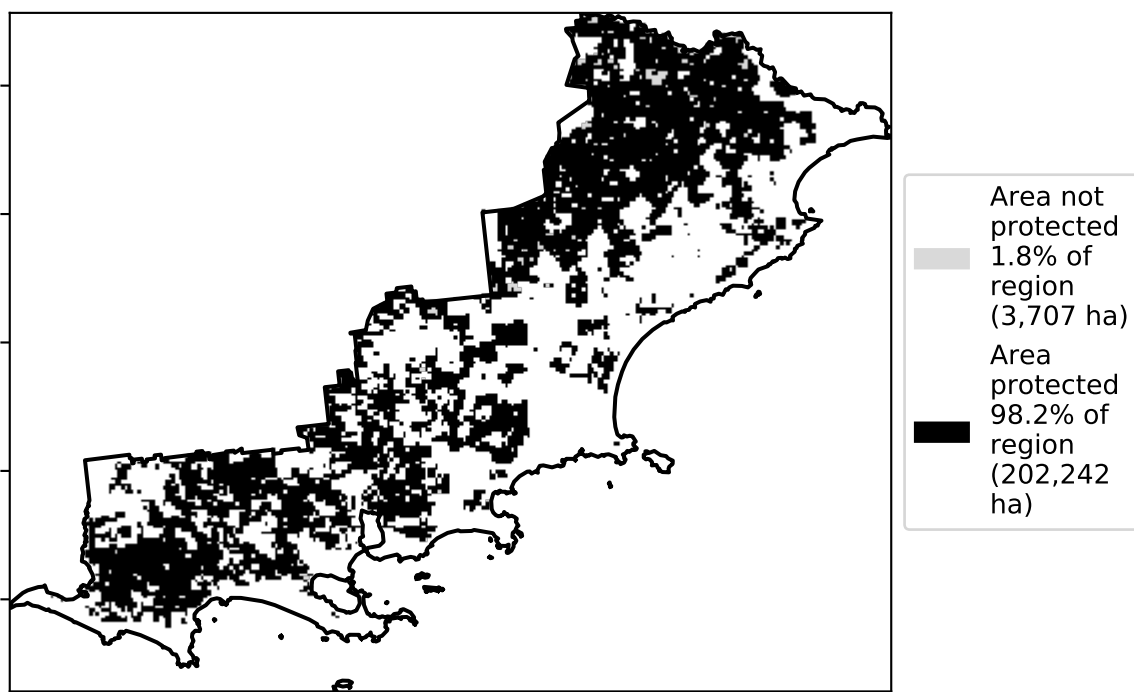 Area not
protected
1.8% of
region
(3,707 ha)
Area
protected
98.2% of
region
(202,242
ha)